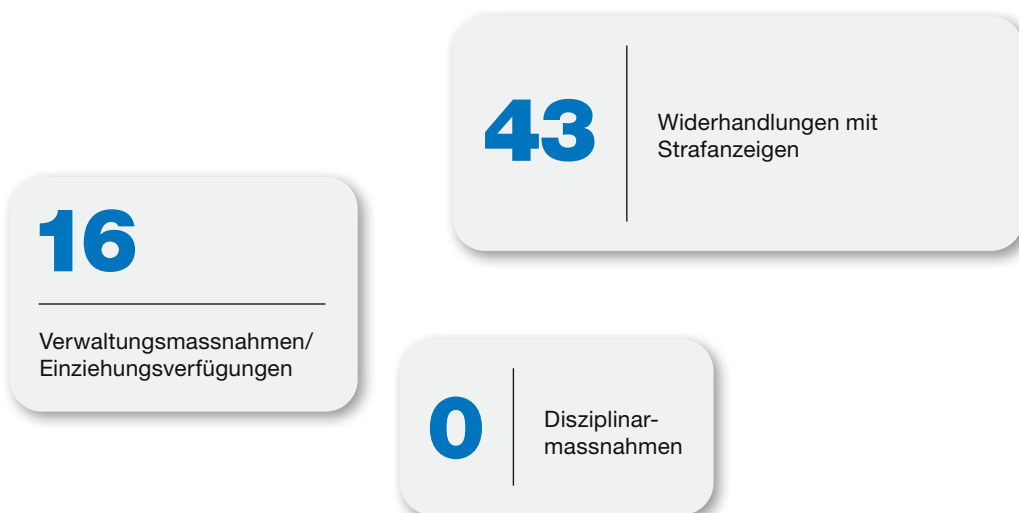 43
Widerhandlungen mit
Strafanzeigen
16
Verwaltungsmassnahmen/
Einziehungsverfügungen
0
Disziplinar-
massnahmen